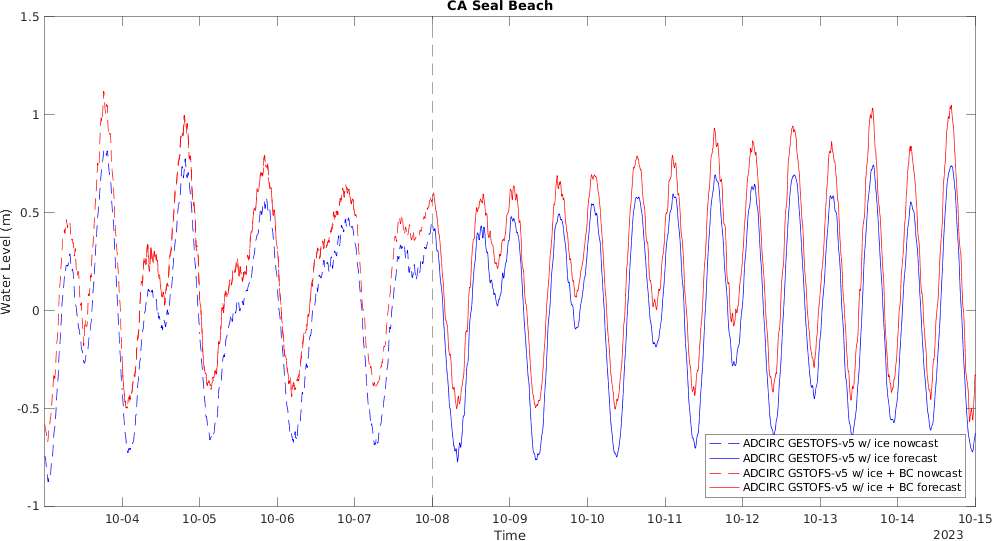 CA Seal Beach
1.5
1
0.5
0
-0.5
-1
Water Level (m)
10-04 10-05 10-06 10-07 10-08 10-09 10-10 10-11 10-12 10-13 10-14 10-15
Time
2023
ADCIRC GESTOFS-v5 w/ ice nowcast
ADCIRC GESTOFS-v5 w/ ice forecast
ADCIRC GSTOFS-v5 w/ ice + BC nowcast
ADCIRC GSTOFS-v5 w/ ice + BC forecast